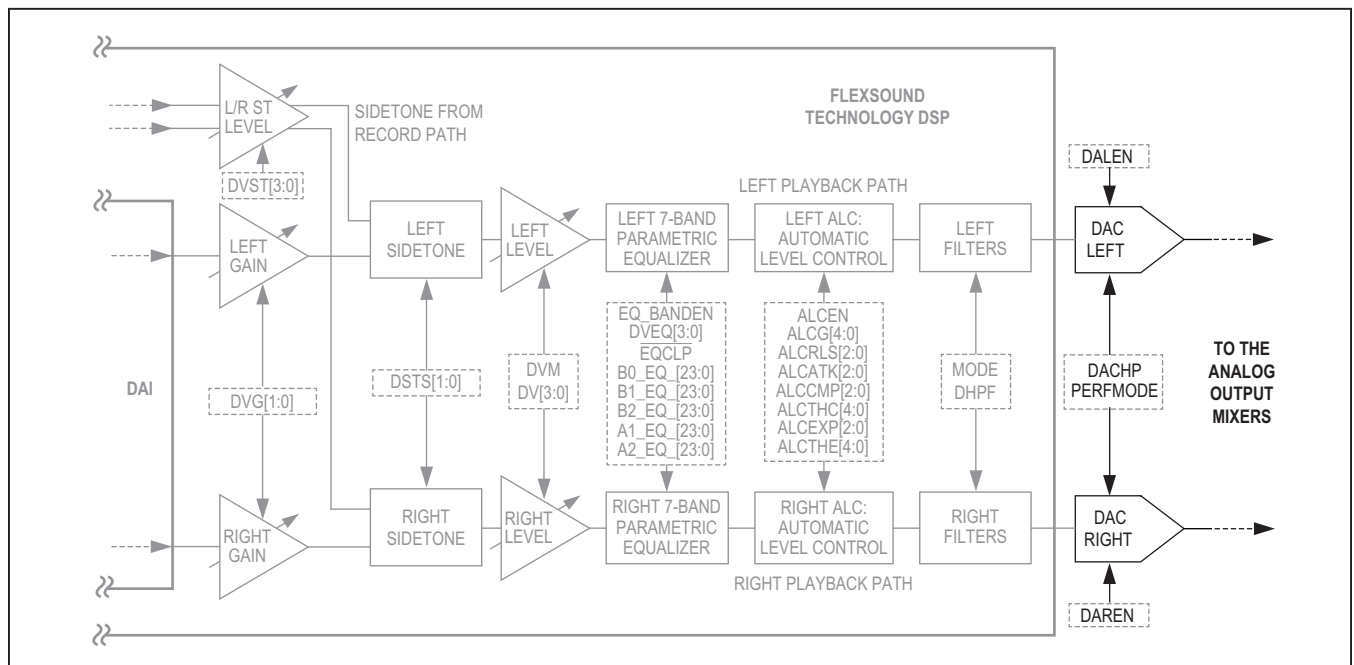 FLEXSOUND
TECHNOLOGY DSP
L/R ST
LEVEL
SIDETONE FROM
RECORD PATH
DVST[3:0]
DALEN
LEFT PLAYBACK PATH
DAI
LEFT
GAIN
LEFT
SIDETONE
LEFT
LEVEL
LEFT 7-BAND
PARAMETRIC
EQUALIZER
LEFT ALC:
AUTOMATIC
LEVEL CONTROL
LEFT
FILTERS
DAC
LEFT
DVG[1:0]
DSTS[1:0]
DVM
DV[3:0]
EQ_BANDEN
DVEQ[3:0]
EQCLP
B0_EQ_[23:0]
B1_EQ_[23:0]
B2_EQ_[23:0]
A1_EQ_[23:0]
A2_EQ_[23:0]
ALCEN
ALCG[4:0]
ALCRLS[2:0]
ALCATK[2:0]
ALCCMP[2:0]
ALCTHC[4:0]
ALCEXP[2:0]
ALCTHE[4:0]
MODE
DHPF
DACHP
PERFMODE
TO THE
ANALOG
OUTPUT
MIXERS
RIGHT
GAIN
RIGHT
SIDETONE
RIGHT
LEVEL
RIGHT 7-BAND
PARAMETRIC
EQUALIZER
RIGHT ALC:
AUTOMATIC
LEVEL CONTROL
RIGHT
FILTERS
DAC
RIGHT
RIGHT PLAYBACK PATH
DAREN